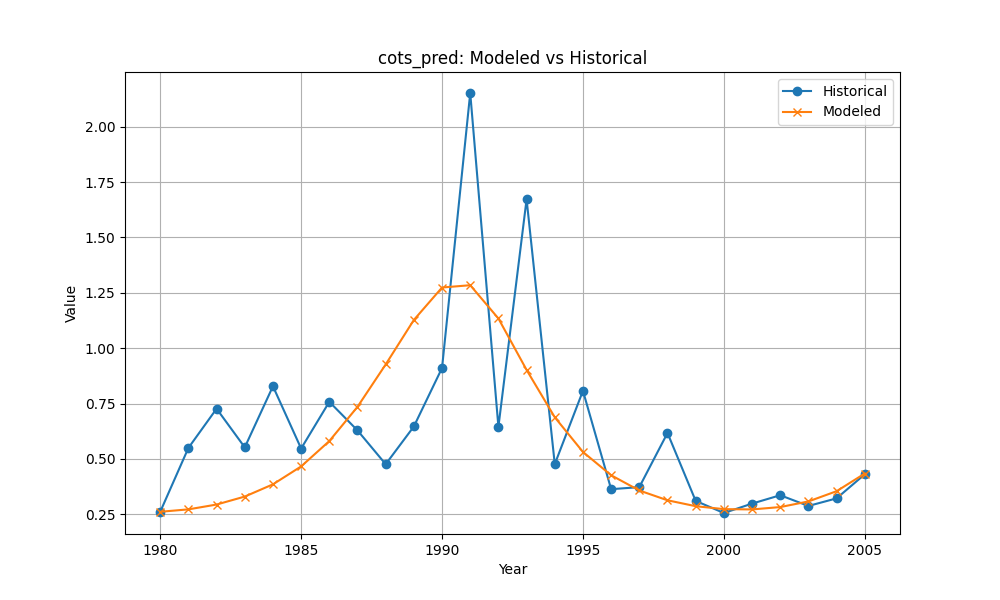 cots_pred: Modeled vs Historical
Historical
Modeled
2.00
1.75
1.50
1.25
1.00
0.75
0.50
0.25
Value
1980 1985 1990 1995 2000 2005
Year